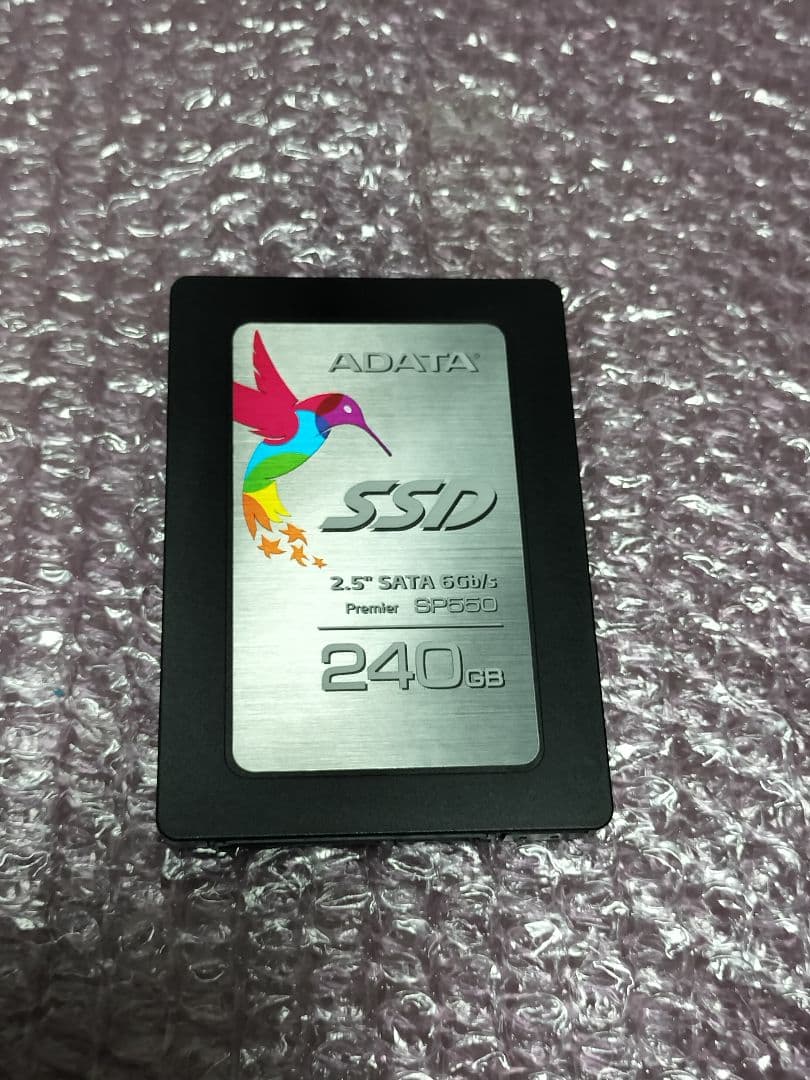 ADATA®
SSD
2.5" SATA 6Gb/s
Premier SP550
240GB